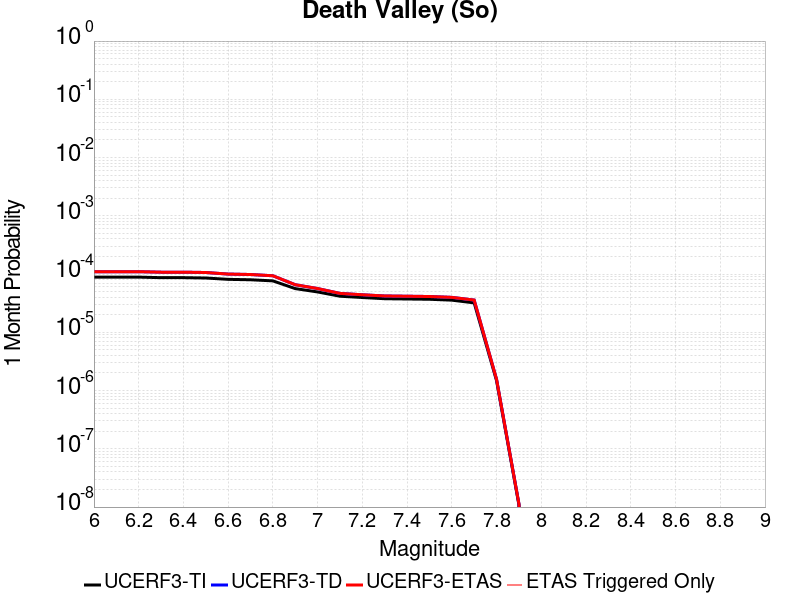 Death Valley (So)
10^0
10^-1
10^-2
10^-3
10^-4
10^-5
10^-6
10^-7
10^-8
1 Month Probability
6 6.2 6.4 6.6 6.8 7 7.2 7.4 7.6 7.8 8 8.2 8.4 8.6 8.8 9
Magnitude
UCERF3-TI UCERF3-TD UCERF3-ETAS ETAS Triggered Only